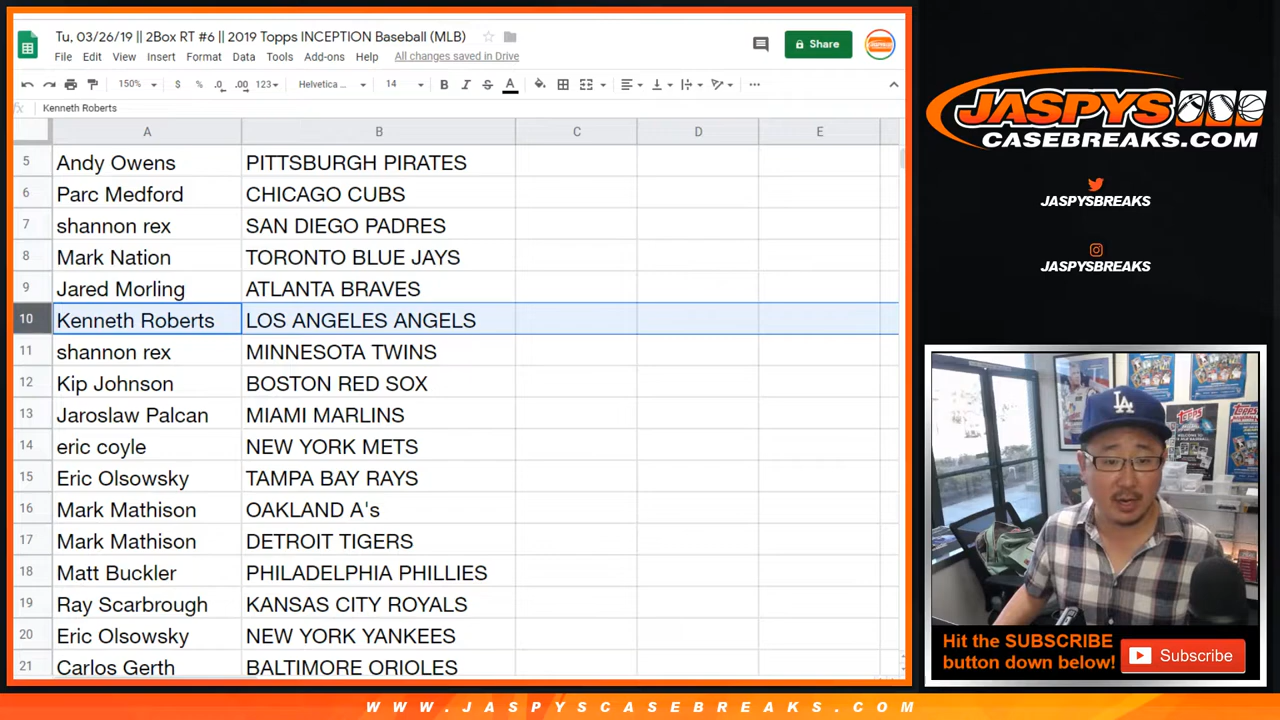 Tu, 03/26/19 || 2Box RT #6 || 2019 Topps INCEPTION Baseball (MLB)
File Edit View Insert Format Data Tools Add-ons Help All changes saved in Drive
Share
150% $ % .0 .00 123 Helvetica ... 14 B I S A
fx Kenneth Roberts
A B C D E
5 Andy Owens PITTSBURGH PIRATES
6 Parc Medford CHICAGO CUBS
7 shannon rex SAN DIEGO PADRES
8 Mark Nation TORONTO BLUE JAYS
9 Jared Morling ATLANTA BRAVES
10 Kenneth Roberts LOS ANGELES ANGELS
11 shannon rex MINNESOTA TWINS
12 Kip Johnson BOSTON RED SOX
13 Jaroslaw Palcan MIAMI MARLINS
14 eric coyle NEW YORK METS
15 Eric Olsowsky TAMPA BAY RAYS
16 Mark Mathison OAKLAND A's
17 Mark Mathison DETROIT TIGERS
18 Matt Buckler PHILADELPHIA PHILLIES
19 Ray Scarbrough KANSAS CITY ROYALS
20 Eric Olsowsky NEW YORK YANKEES
21 Carlos Gerth BALTIMORE ORIOLES
JASPYS
CASEBREAKS.COM
JASPYSBREAKS
JASPYSBREAKS
LA
Topps
Topps
Hit the SUBSCRIBE
button down below!
Subscribe
WWW.JASPYSCASEBREAKS.COM